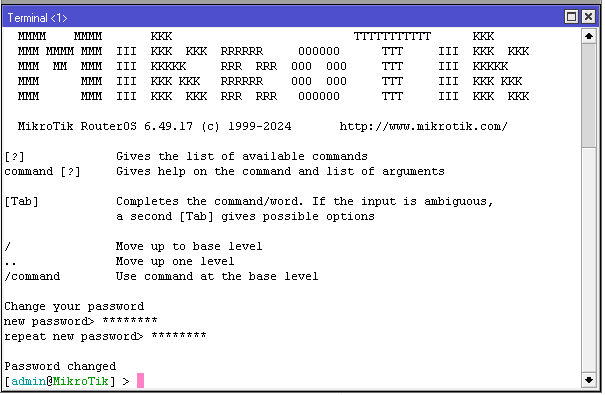 Terminal <1>
MMMM    MMMM       KKK                          TTTTTTTTTTT      KKK
MMM MMMM MMM  III  KKK  KKK  RRRRRR     OOOOOO      TTT     III  KKK  KKK
MMM  MM  MMM  III  KKKKK     RRR  RRR  OOO  OOO     TTT     III  KKKKK
MMM      MMM  III  KKK KKK   RRRRRR    OOO  OOO     TTT     III  KKK KKK
MMM      MMM  III  KKK  KKK  RRR  RRR   OOOOOO      TTT     III  KKK  KKK
MikroTik RouterOS 6.49.17 (c) 1999-2024       http://www.mikrotik.com/
[?]             Gives the list of available commands
command [?]     Gives help on the command and list of arguments
[Tab]           Completes the command/word. If the input is ambiguous,
a second [Tab] gives possible options
/               Move up to base level
..              Move up one level
/command        Use command at the base level
Change your password
new password> ********
repeat new password> ********
Password changed
[admin@MikroTik] >